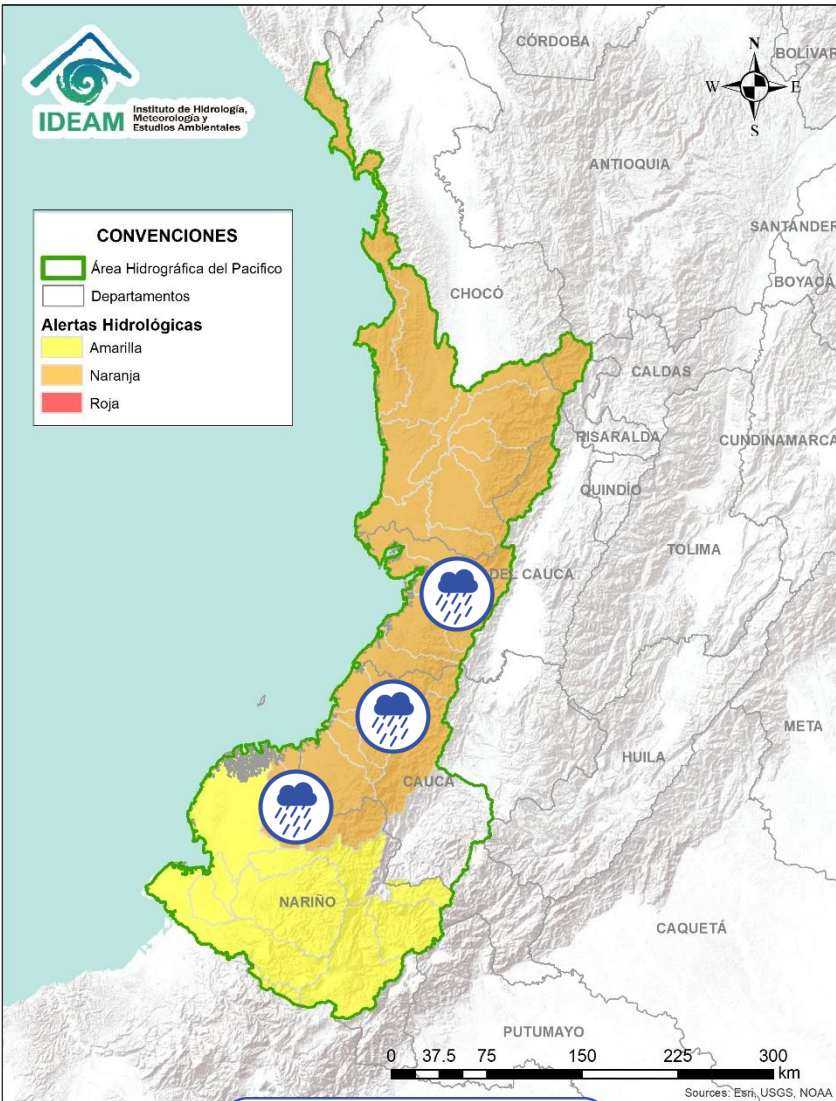 IDEAM
Instituto de Hidrología,
Meteorología y
Estudios Ambientales
N
W
E
S
CÓRDOBA
BOLÍVAR
ANTIOQUIA
SANTANDER
BOYACÁ
CHOCÓ
CALDAS
RISARALDA
CUNDINAMARCA
QUINDÍO
TOLIMA
DEL CAUCA
META
HUILA
CAUCA
NARIÑO
CAQUETÁ
PUTUMAYO
CONVENCIONES
Área Hidrográfica del Pacifico
Departamentos
Alertas Hidrológicas
Amarilla
Naranja
Roja
0 37.5 75 150 225 300
km
Sources: Esri, USGS, NOAA